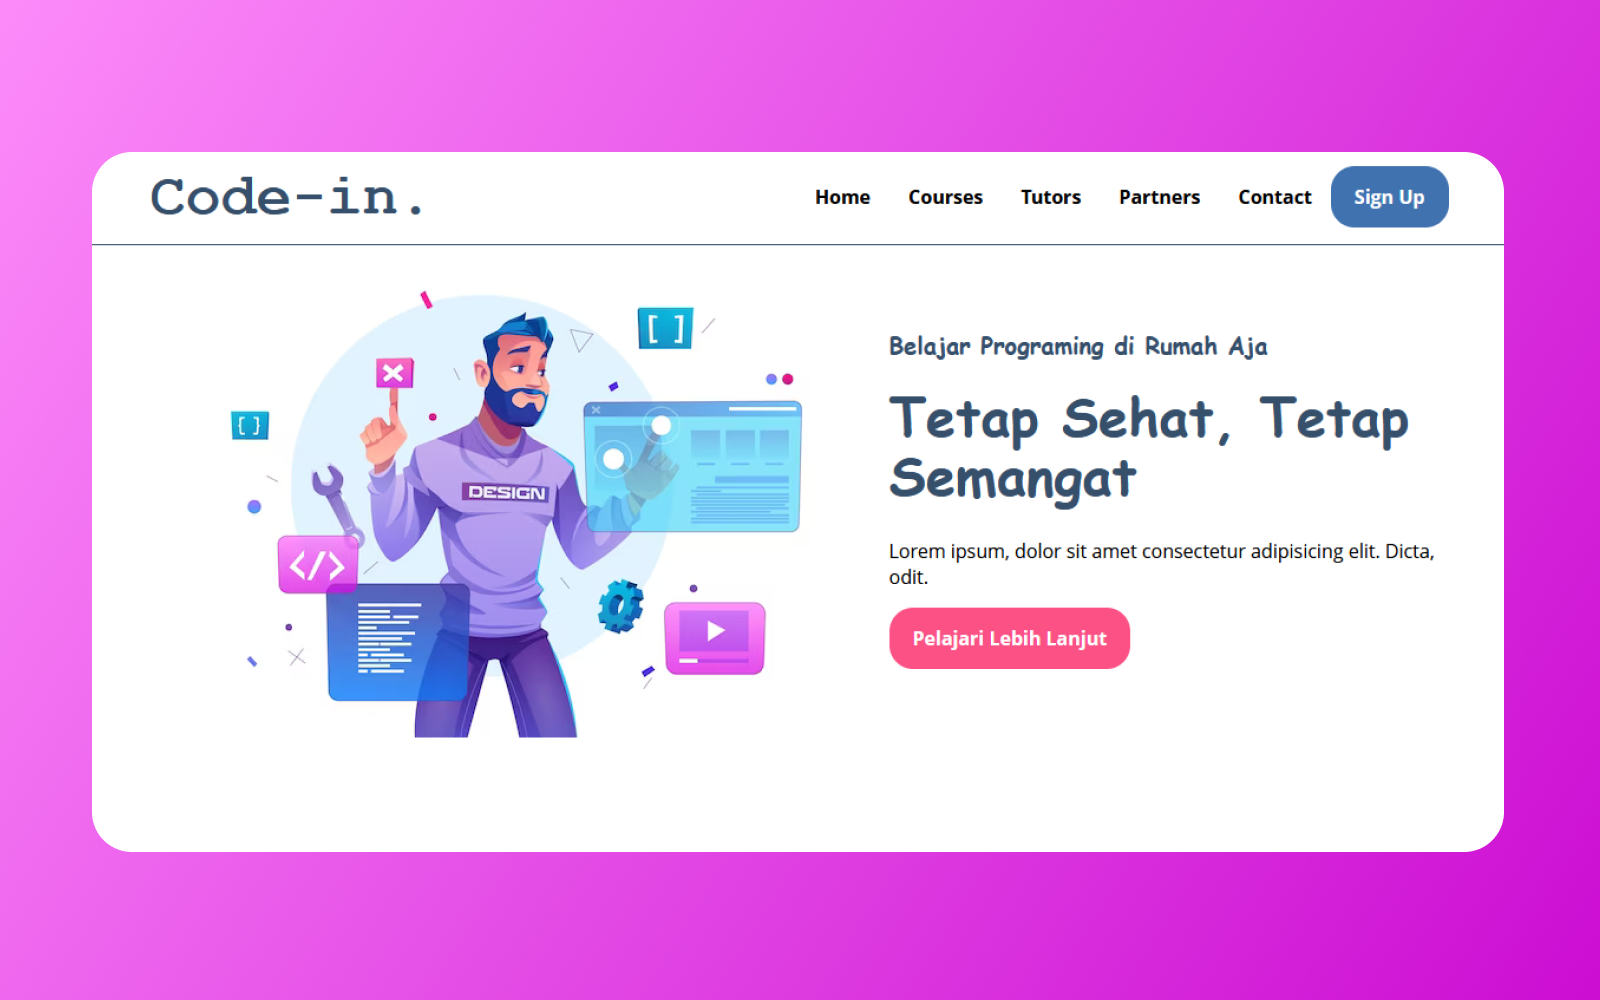 Code-in.
Home Courses Tutors Partners Contact Sign Up
[ ]
{ }
DESIGN
</>
Belajar Programing di Rumah Aja
Tetap Sehat, Tetap
Semangat
Lorem ipsum, dolor sit amet consectetur adipisicing elit. Dicta,
odit.
Pelajari Lebih Lanjut